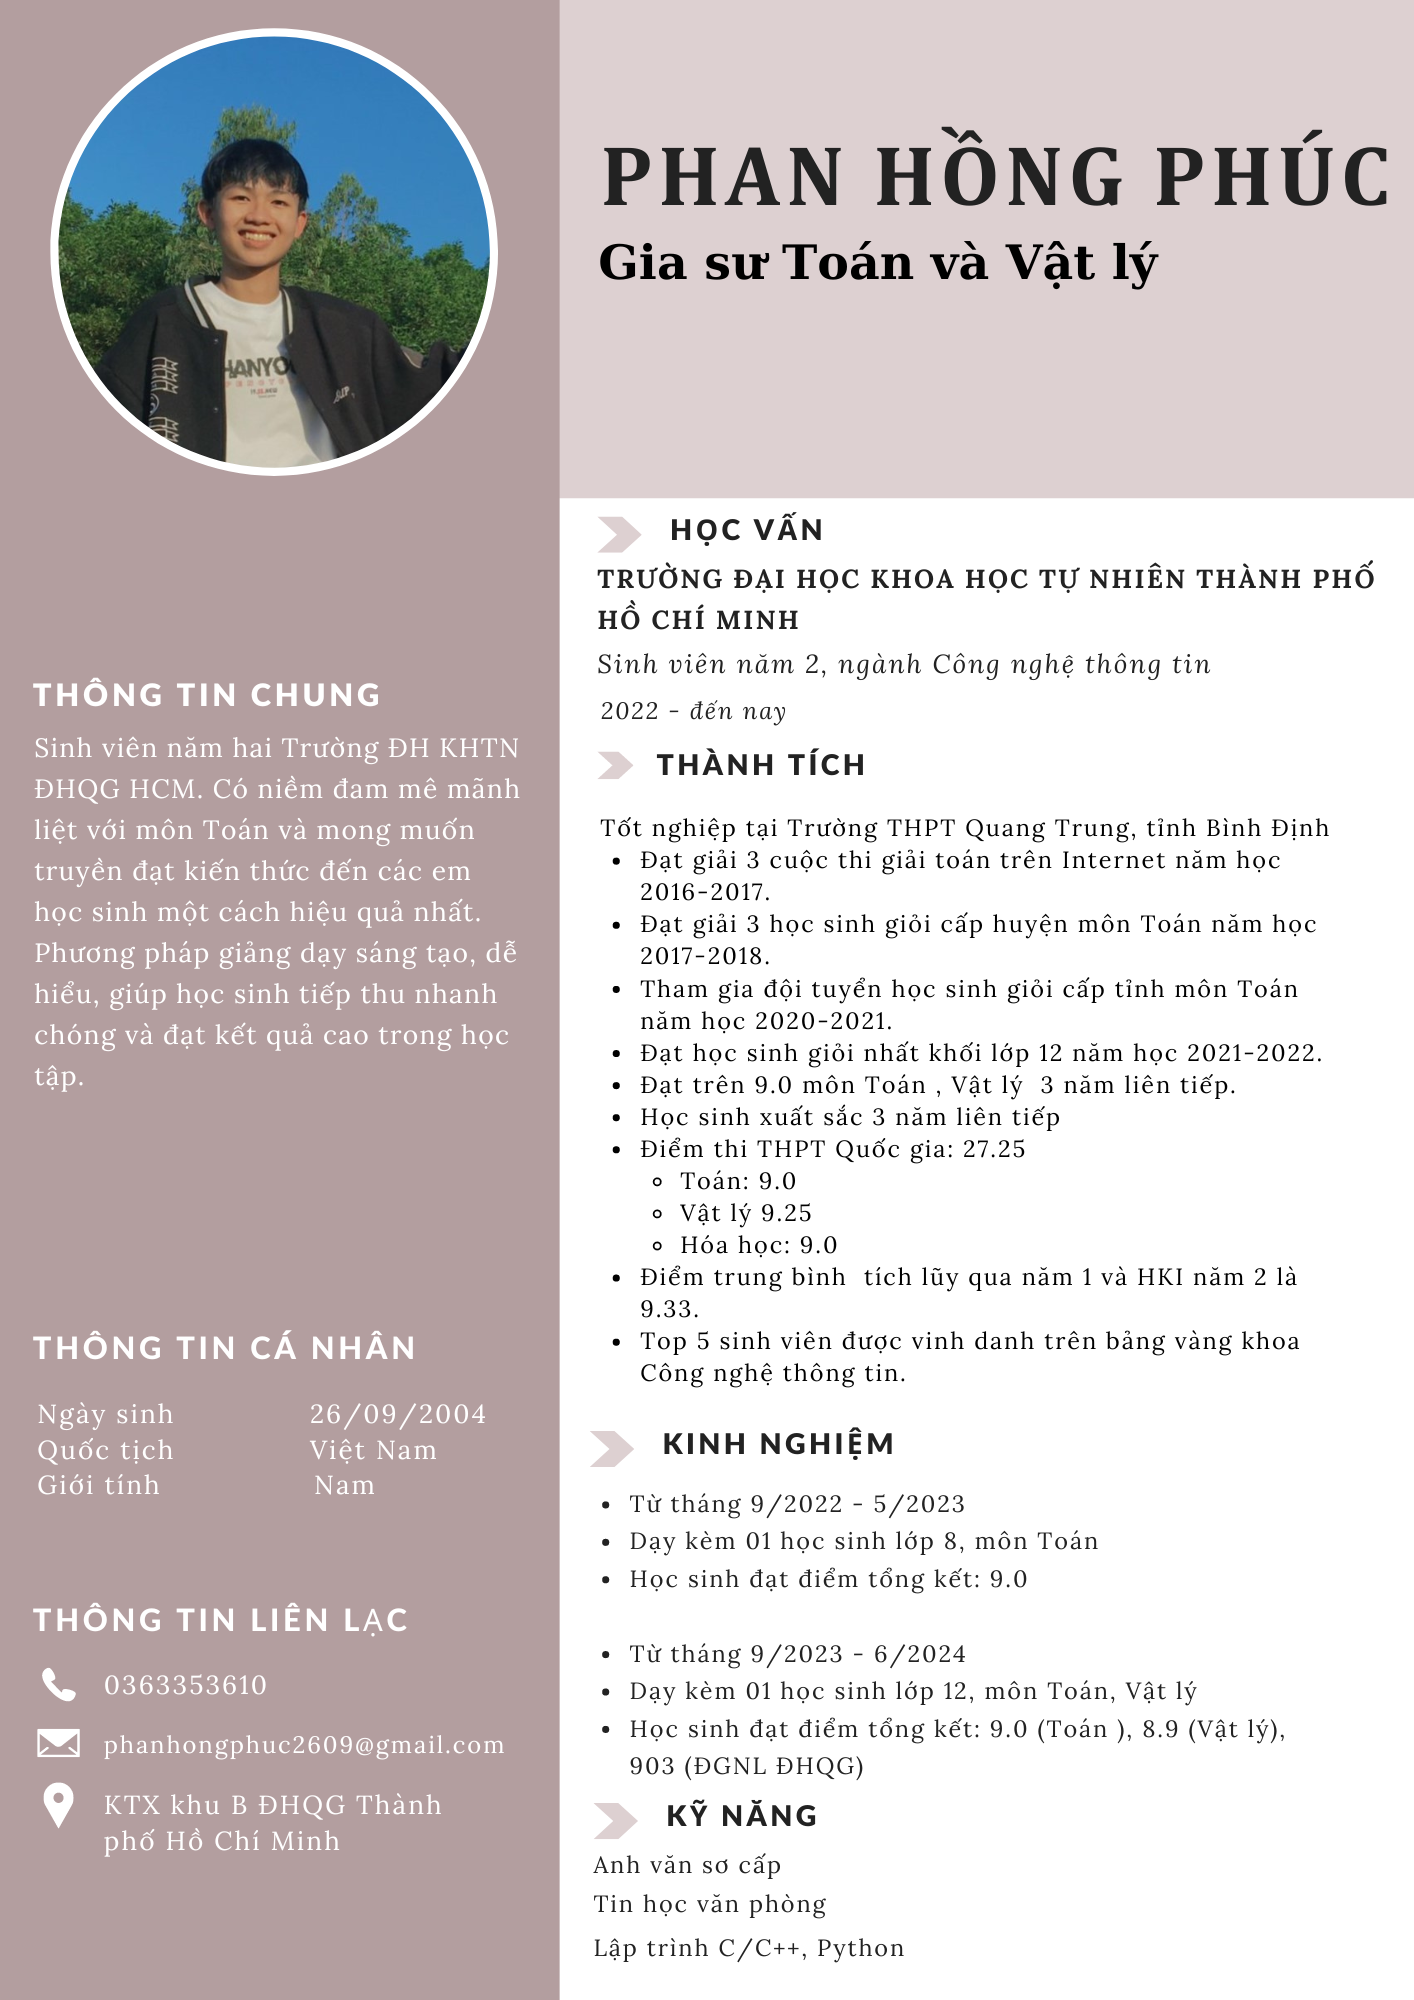 PHAN HỒNG PHÚC
Gia sư Toán và Vật lý
THÔNG TIN CHUNG
Sinh viên năm hai Trường ĐH KHTN
ĐHQG HCM. Có niềm đam mê mãnh
liệt với môn Toán và mong muốn
truyền đạt kiến thức đến các em
học sinh một cách hiệu quả nhất.
Phương pháp giảng dạy sáng tạo, dễ
hiểu, giúp học sinh tiếp thu nhanh
chóng và đạt kết quả cao trong học
tập.
THÔNG TIN CÁ NHÂN
Ngày sinh 26/09/2004
Quốc tịch Việt Nam
Giới tính Nam
THÔNG TIN LIÊN LẠC
0363353610
phanhongphuc2609@gmail.com
KTX khu B ĐHQG Thành
phố Hồ Chí Minh
HỌC VẤN
TRƯỜNG ĐẠI HỌC KHOA HỌC TỰ NHIÊN THÀNH PHỐ
HỒ CHÍ MINH
Sinh viên năm 2, ngành Công nghệ thông tin
2022 - đến nay
THÀNH TÍCH
Tốt nghiệp tại Trường THPT Quang Trung, tỉnh Bình Định
• Đạt giải 3 cuộc thi giải toán trên Internet năm học
2016-2017.
• Đạt giải 3 học sinh giỏi cấp huyện môn Toán năm học
2017-2018.
• Tham gia đội tuyển học sinh giỏi cấp tỉnh môn Toán
năm học 2020-2021.
• Đạt học sinh giỏi nhất khối lớp 12 năm học 2021-2022.
• Đạt trên 9.0 môn Toán , Vật lý  3 năm liên tiếp.
• Học sinh xuất sắc 3 năm liên tiếp
• Điểm thi THPT Quốc gia: 27.25
◦ Toán: 9.0
◦ Vật lý 9.25
◦ Hóa học: 9.0
• Điểm trung bình  tích lũy qua năm 1 và HKI năm 2 là
9.33.
• Top 5 sinh viên được vinh danh trên bảng vàng khoa
Công nghệ thông tin.
KINH NGHIỆM
• Từ tháng 9/2022 - 5/2023
• Dạy kèm 01 học sinh lớp 8, môn Toán
• Học sinh đạt điểm tổng kết: 9.0
• Từ tháng 9/2023 - 6/2024
• Dạy kèm 01 học sinh lớp 12, môn Toán, Vật lý
• Học sinh đạt điểm tổng kết: 9.0 (Toán ), 8.9 (Vật lý),
903 (ĐGNL ĐHQG)
KỸ NĂNG
Anh văn sơ cấp
Tin học văn phòng
Lập trình C/C++, Python